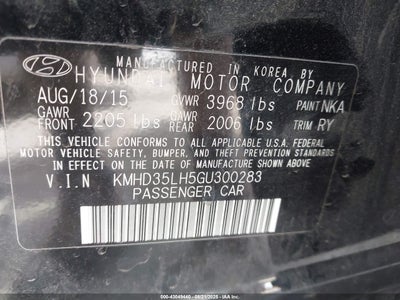 MANUFACTURED IN KOREA BY
HYUNDAI MOTOR COMPANY
AUG/18/15 GVWR 3968 lbs PAINT NKA
GAWR FRONT 2205 lbs GAWR REAR 2006 lbs TRIM RY
THIS VEHICLE CONFORMS TO ALL APPLICABLE U.S.A. FEDERAL
MOTOR VEHICLE SAFETY, BUMPER, AND THEFT PREVENTION
STANDARDS IN EFFECT ON THE DATE OF MANUFACTURE SHOWN ABOVE.
V.I.N KMHD35LH5GU300283
PASSENGER CAR